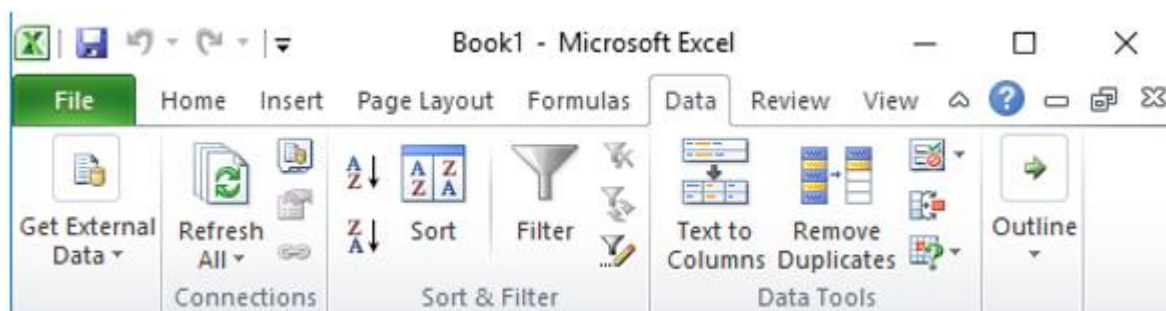 Book1 - Microsoft Excel
File Home Insert Page Layout Formulas Data Review View
Get External Data
Refresh All
Sort
Filter
Text to Columns
Remove Duplicates
Outline
Connections
Sort & Filter
Data Tools